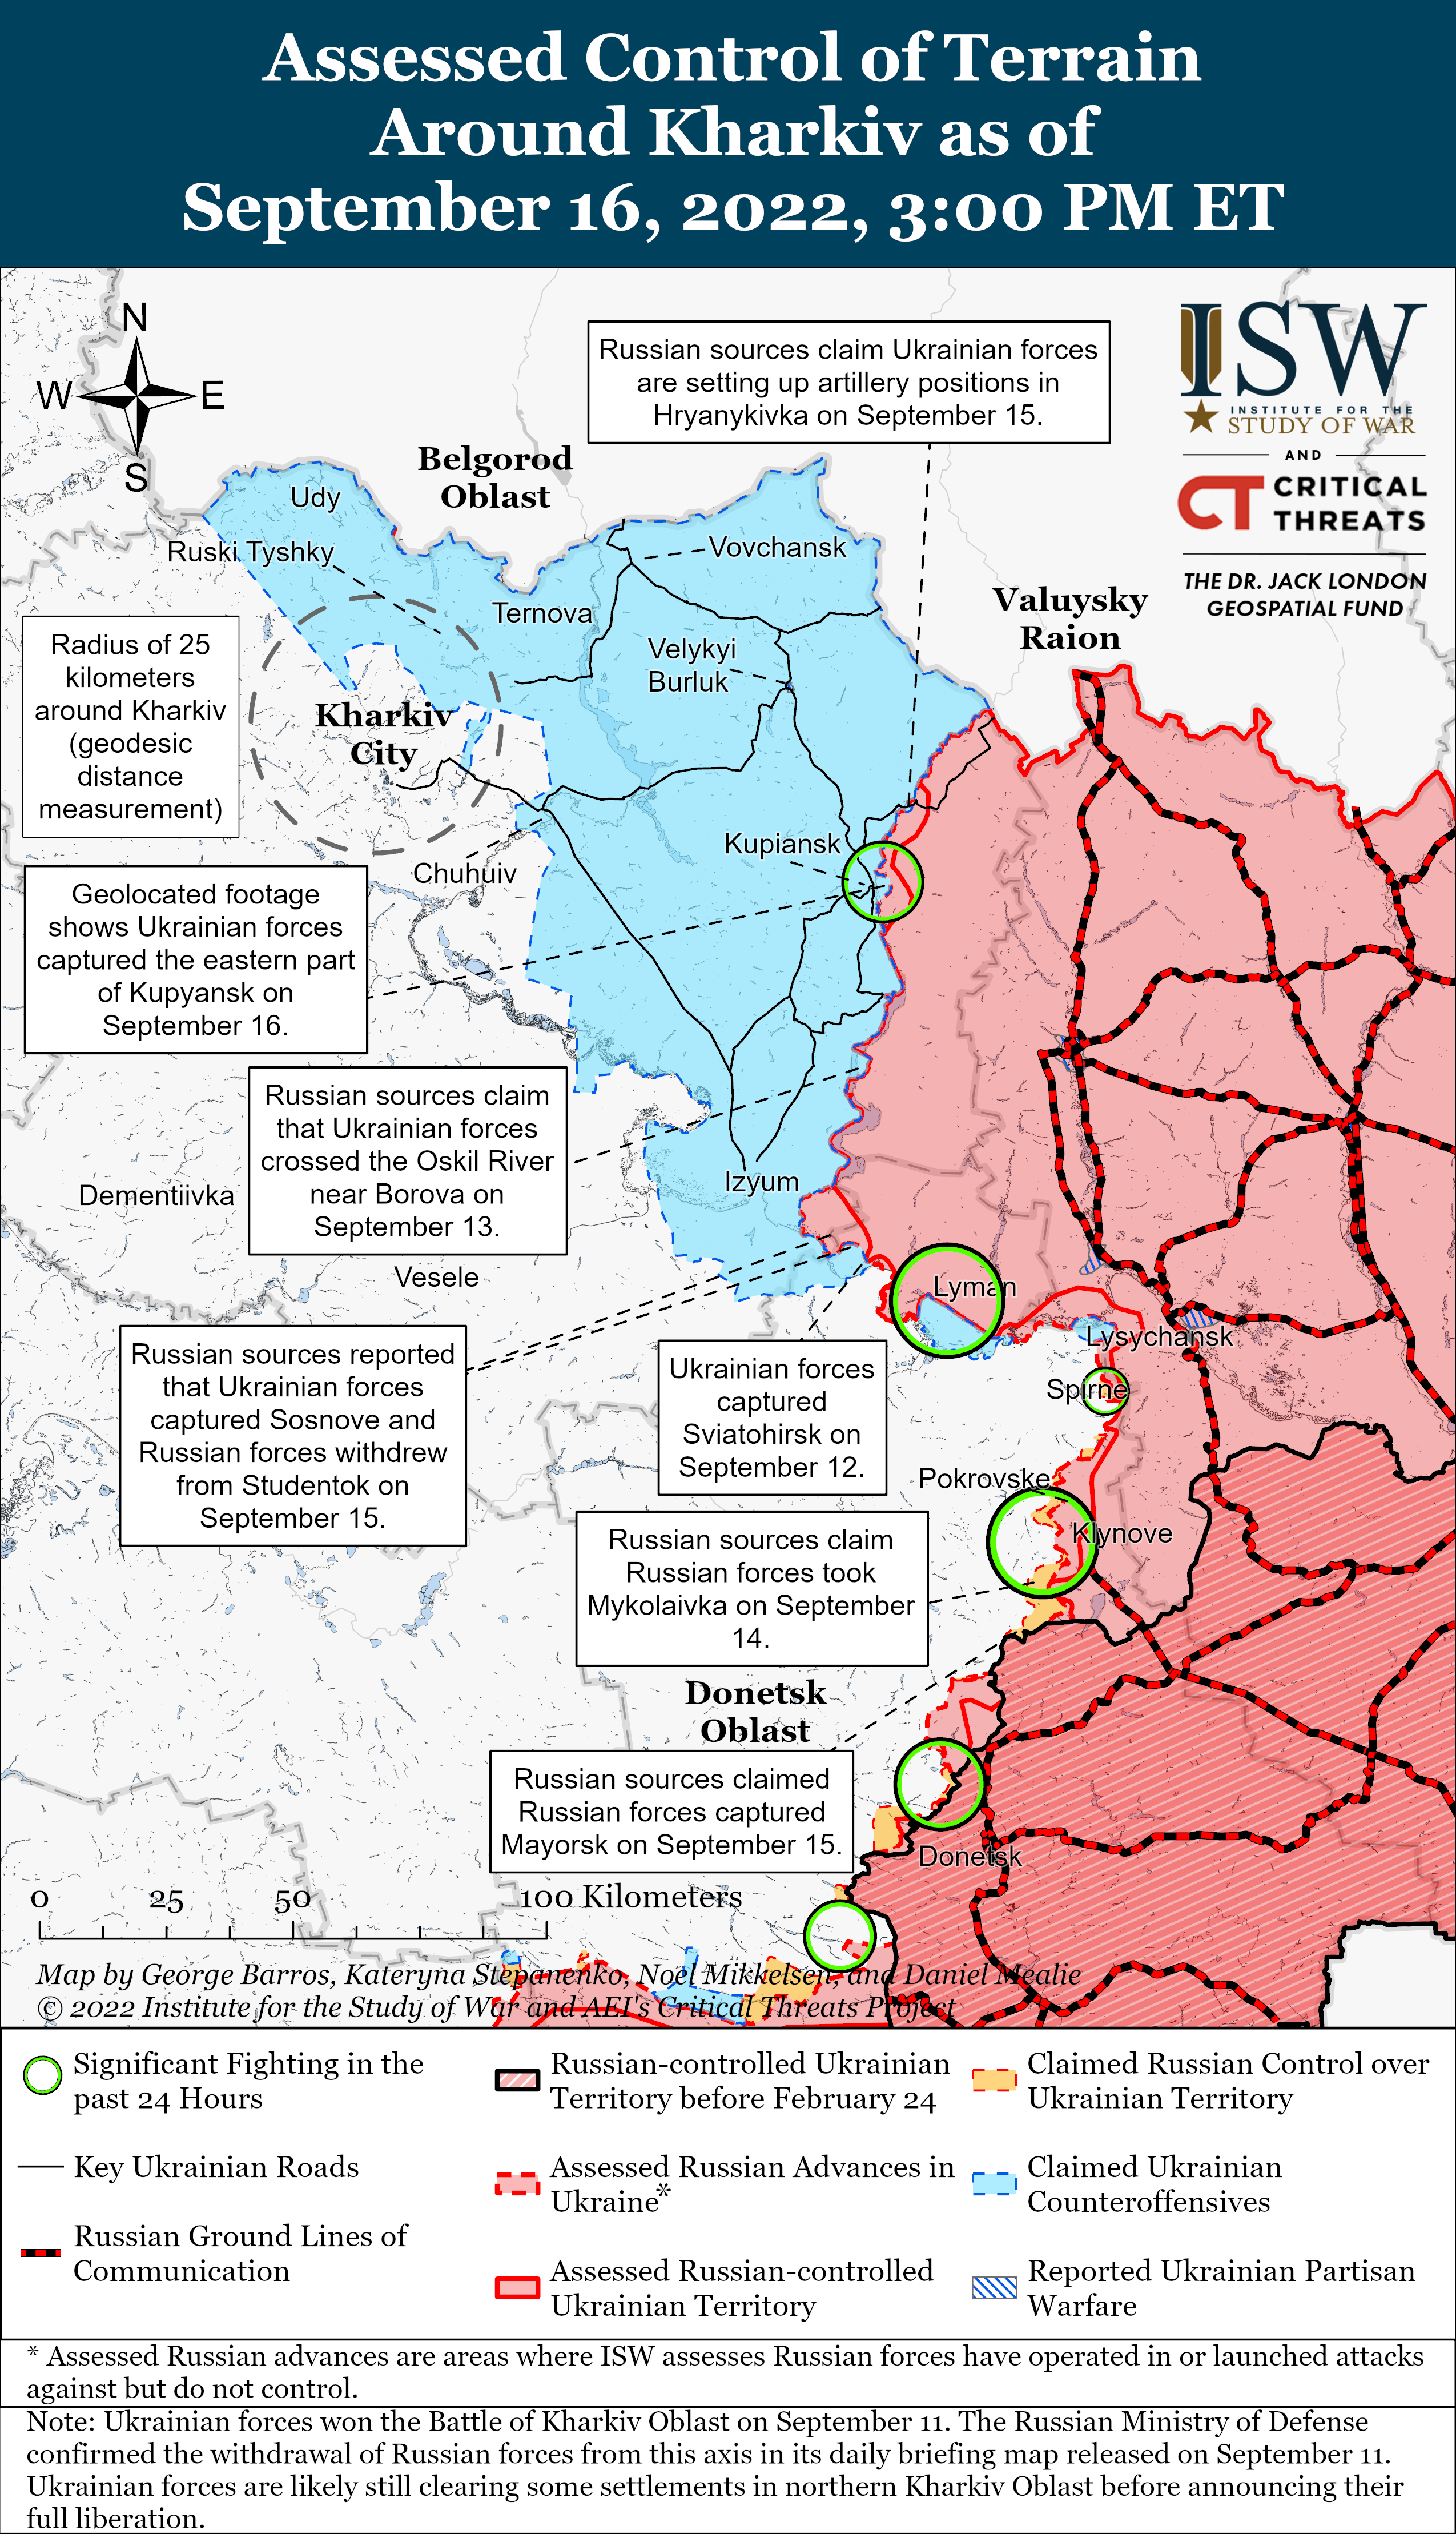 Assessed Control of Terrain
Around Kharkiv as of
September 16, 2022, 3:00 PM ET
N
W
E
S
Russian sources claim Ukrainian forces
are setting up artillery positions in
Hryanykivka on September 15.
ISW
INSTITUTE FOR THE
STUDY OF WAR
AND
CT CRITICAL
THREATS
THE DR. JACK LONDON
GEOSPATIAL FUND
Belgorod
Oblast
Udy
Ruski Tyshky
Vovchansk
Ternova
Valuysky
Raion
Velykyi
Burluk
Radius of 25
kilometers
around Kharkiv
(geodesic
distance
measurement)
Kharkiv
City
Kupiansk
Chuhuiv
Geolocated footage
shows Ukrainian forces
captured the eastern part
of Kupyansk on
September 16.
Russian sources claim
that Ukrainian forces
crossed the Oskil River
near Borova on
September 13.
Izyum
Dementiivka
Vesele
Lyman
Lysychansk
Russian sources reported
that Ukrainian forces
captured Sosnove and
Russian forces withdrew
from Studentok on
September 15.
Ukrainian forces
captured
Sviatohirsk on
September 12.
Spirne
Pokrovske
Klynove
Russian sources claim
Russian forces took
Mykolaivka on September
14.
Donetsk
Oblast
Russian sources claimed
Russian forces captured
Mayorsk on September 15.
Donetsk
0 25 50 100 Kilometers
Map by George Barros, Kateryna Stepanenko, Noel Mikkelsen, and Daniel Mealie
© 2022 Institute for the Study of War and AEI's Critical Threats Project
Significant Fighting in the
past 24 Hours
Key Ukrainian Roads
Russian Ground Lines of
Communication
Russian-controlled Ukrainian
Territory before February 24
Assessed Russian Advances in
Ukraine*
Assessed Russian-controlled
Ukrainian Territory
Claimed Russian Control over
Ukrainian Territory
Claimed Ukrainian
Counteroffensives
Reported Ukrainian Partisan
Warfare
* Assessed Russian advances are areas where ISW assesses Russian forces have operated in or launched attacks
against but do not control.
Note: Ukrainian forces won the Battle of Kharkiv Oblast on September 11. The Russian Ministry of Defense
confirmed the withdrawal of Russian forces from this axis in its daily briefing map released on September 11.
Ukrainian forces are likely still clearing some settlements in northern Kharkiv Oblast before announcing their
full liberation.